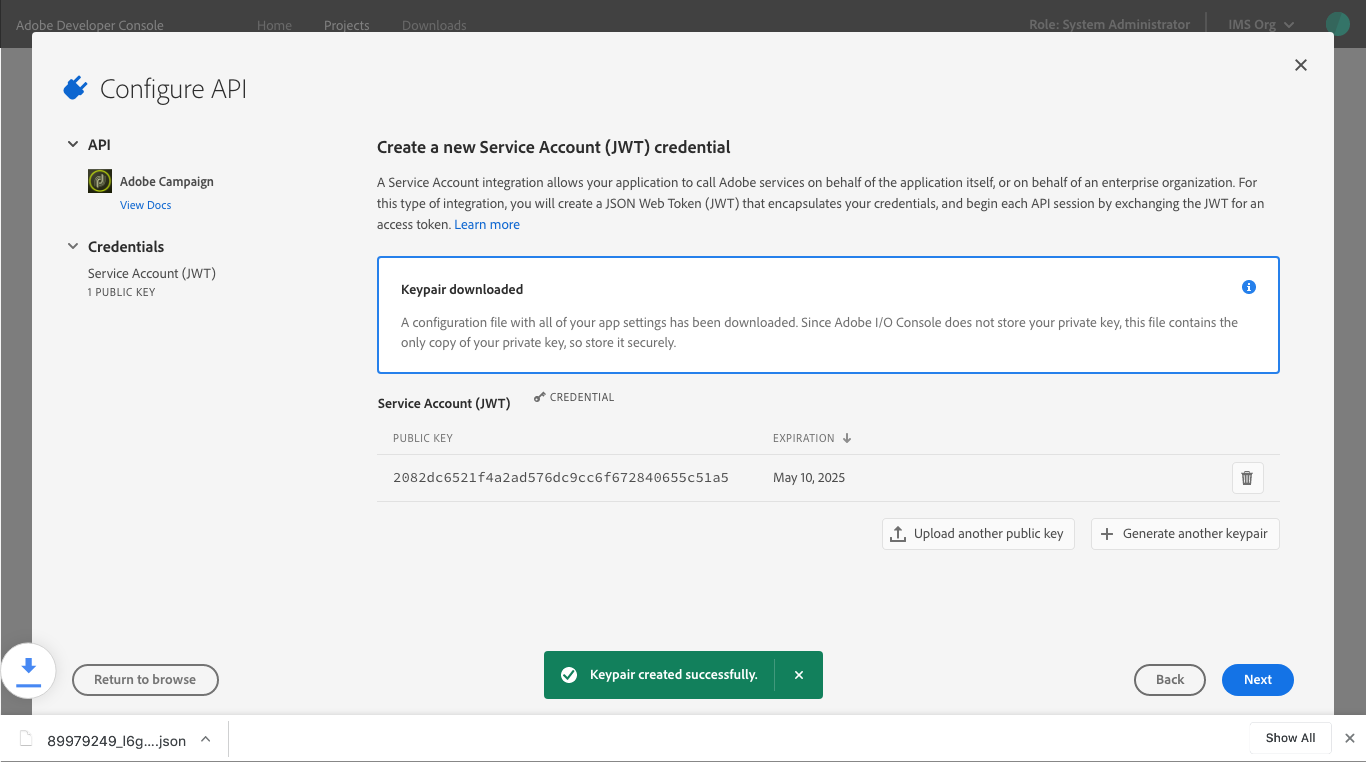 Adobe Developer Console
Home
Projects
Downloads
Role: System Administrator
IMS Org
Configure API
API
Adobe Campaign
View Docs
Credentials
Service Account (JWT)
1 PUBLIC KEY
Create a new Service Account (JWT) credential
A Service Account integration allows your application to call Adobe services on behalf of the application itself, or on behalf of an enterprise organization. For
this type of integration, you will create a JSON Web Token (JWT) that encapsulates your credentials, and begin each API session by exchanging the JWT for an
access token. Learn more
Keypair downloaded
A configuration file with all of your app settings has been downloaded. Since Adobe I/O Console does not store your private key, this file contains the
only copy of your private key, so store it securely.
Service Account (JWT)
CREDENTIAL
PUBLIC KEY
EXPIRATION
2082dc6521f4a2ad576dc9cc6f672840655c51a5
May 10, 2025
Upload another public key
Generate another keypair
Return to browse
Keypair created successfully.
Back
Next
89979249_l6g....json
Show All